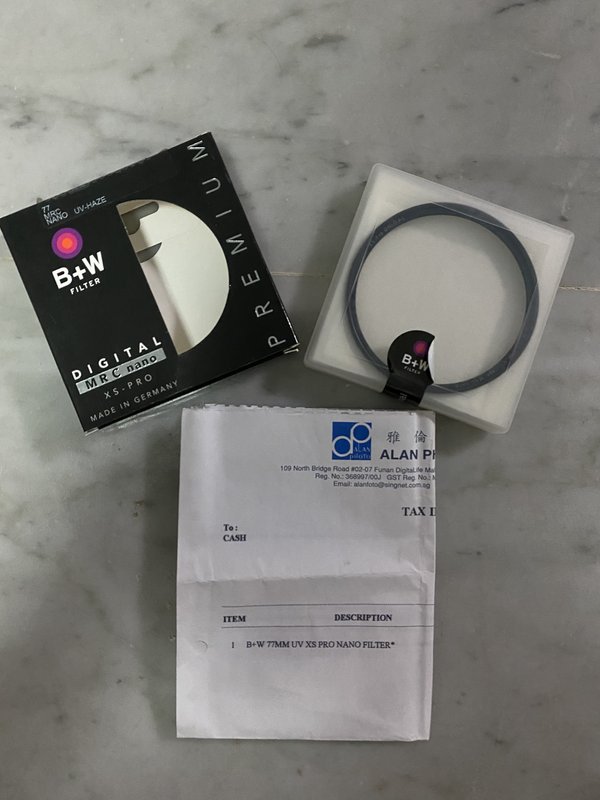 77
MRC
NANO UV-HAZE
B+W
FILTER
PREMIUM
DIGITAL
MRC nano
XS-PRO
MADE IN GERMANY
B+W
FILTER
ALAN
photo
雅 倫
ALAN
109 North Bridge Road #02-07 Funan DigitaLife
Reg. No.: 368997/00J GST Reg. No.:
Email: alanfoto@singnet.com.sg
TAX
To :
CASH
ITEM DESCRIPTION
1 B+W 77MM UV XS PRO NANO FILTER*